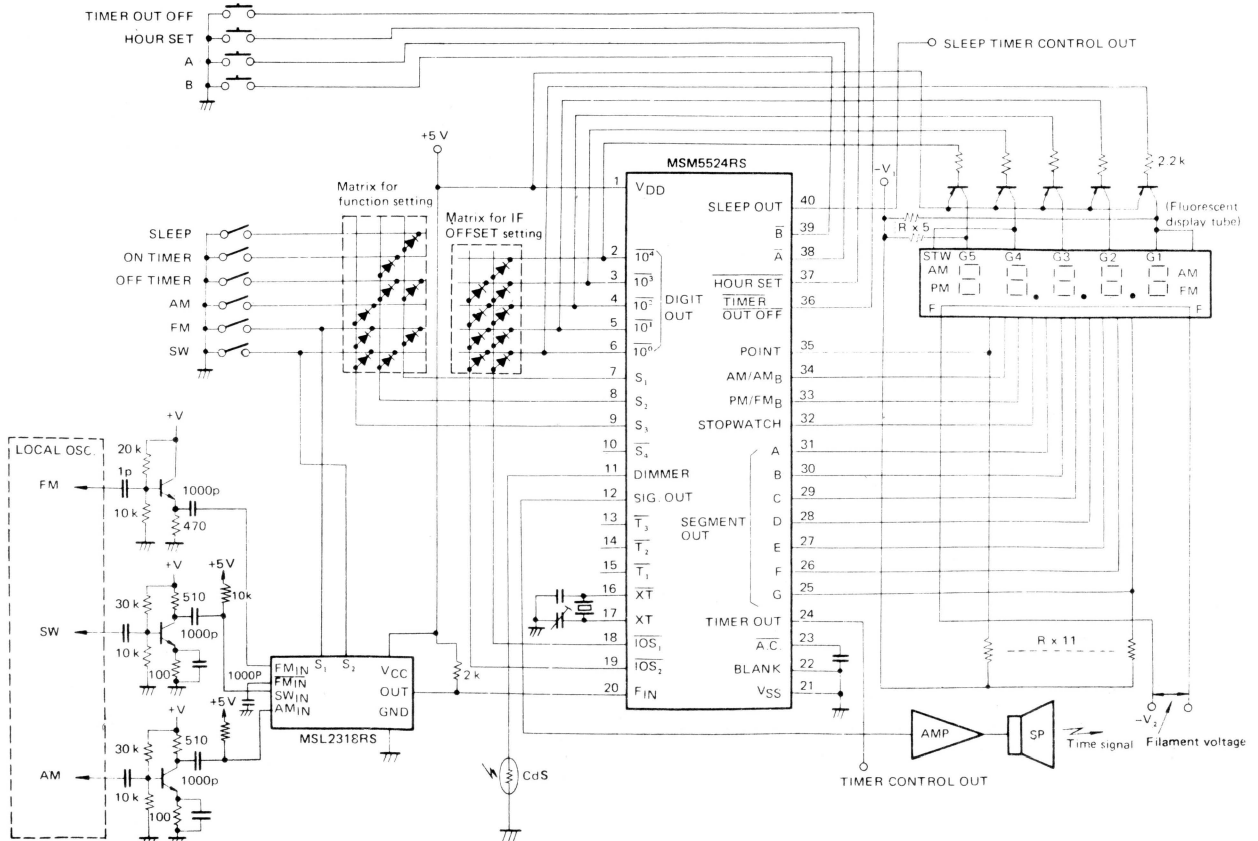 TIMER OUT OFF
HOUR SET
A
B
SLEEP TIMER CONTROL OUT
+5 V
MSM5524RS
-V1
2.2 k
(Fluorescent
display tube)
R x 5
Matrix for
function setting
Matrix for IF
OFFSET setting
SLEEP
ON TIMER
OFF TIMER
AM
FM
SW
1 VDD
2 10⁴
3 10³
4 10²
5 10¹
6 10⁰
DIGIT
OUT
7 S1
8 S2
9 S3
10 S4
11 DIMMER
12 SIG. OUT
13 T3
14 T2
15 T1
16 XT
17 XT
18 IOS1
19 IOS2
20 FIN
SLEEP OUT 40
B 39
A 38
HOUR SET 37
TIMER
OUT OFF 36
POINT 35
AM/AMB 34
PM/FMB 33
STOPWATCH 32
SEGMENT
OUT
A 31
B 30
C 29
D 28
E 27
F 26
G 25
TIMER OUT 24
A.C. 23
BLANK 22
VSS 21
STW G5 G4 G3 G2 G1
AM AM
PM FM
F F
R x 11
-V2
Filament voltage
AMP
SP
Time signal
TIMER CONTROL OUT
CdS
LOCAL OSC.
FM
+V
20 k
1p
10 k
1000p
470
SW
+V
30 k
510
+5 V
10k
10 k
1000p
100
AM
+V
30 k
510
+5V
10 k
1000p
100
1000P
S1 S2
FMIN
FMIN
SWIN
AMIN
VCC
OUT
GND
2 k
MSL2318RS